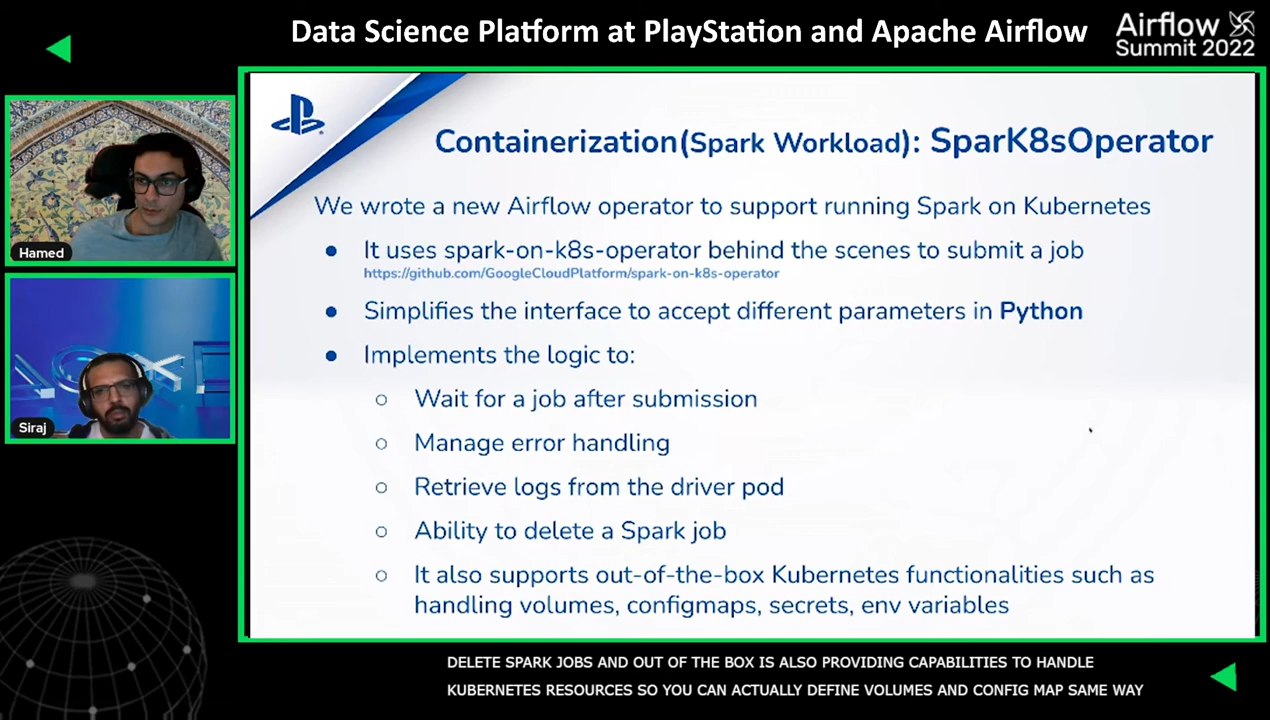 Data Science Platform at PlayStation and Apache Airflow
Airflow
Summit 2022
Hamed
Siraj
Containerization(Spark Workload): SparK8sOperator
We wrote a new Airflow operator to support running Spark on Kubernetes
● It uses spark-on-k8s-operator behind the scenes to submit a job
https://github.com/GoogleCloudPlatform/spark-on-k8s-operator
● Simplifies the interface to accept different parameters in Python
● Implements the logic to:
○ Wait for a job after submission
○ Manage error handling
○ Retrieve logs from the driver pod
○ Ability to delete a Spark job
○ It also supports out-of-the-box Kubernetes functionalities such as
handling volumes, configmaps, secrets, env variables
DELETE SPARK JOBS AND OUT OF THE BOX IS ALSO PROVIDING CAPABILITIES TO HANDLE
KUBERNETES RESOURCES SO YOU CAN ACTUALLY DEFINE VOLUMES AND CONFIG MAP SAME WAY